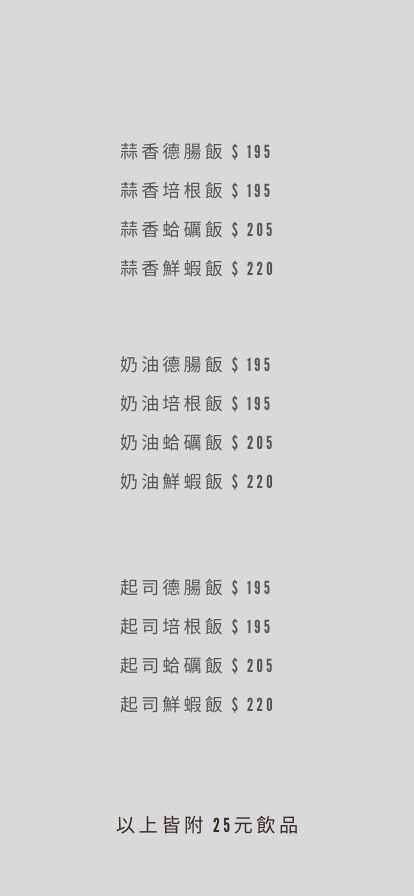 蒜香德腸飯 $ 195
蒜香培根飯 $ 195
蒜香蛤礪飯 $ 205
蒜香鮮蝦飯 $ 220
奶油德腸飯 $ 195
奶油培根飯 $ 195
奶油蛤礪飯 $ 205
奶油鮮蝦飯 $ 220
起司德腸飯 $ 195
起司培根飯 $ 195
起司蛤礪飯 $ 205
起司鮮蝦飯 $ 220
以上皆附 25元飲品